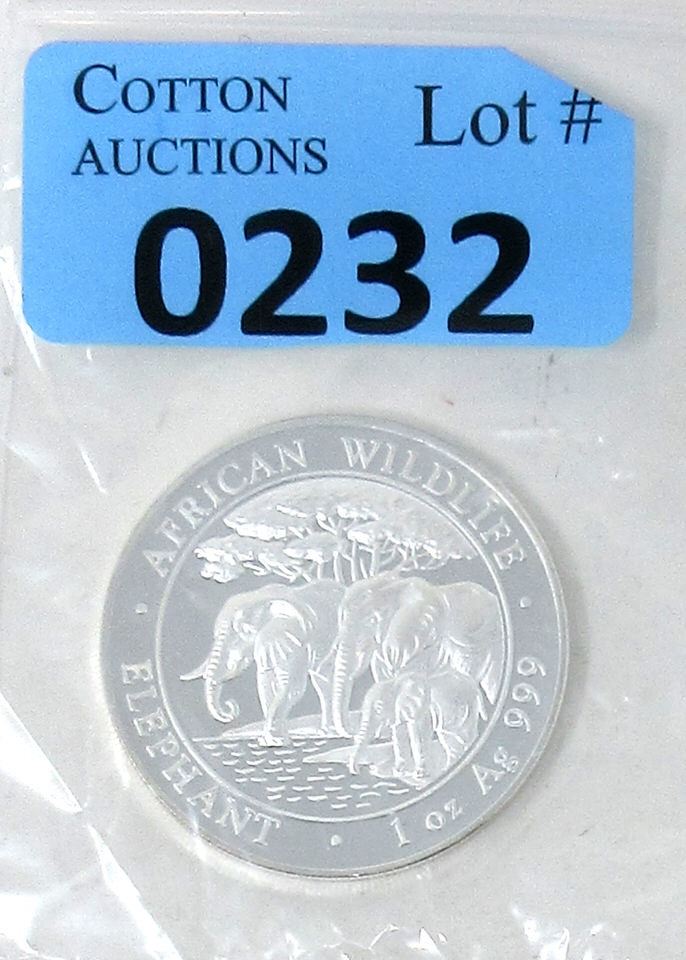 COTTON
AUCTIONS
Lot #
0232
AFRICAN WILDLIFE
ELEPHANT
1 oz Ag 999